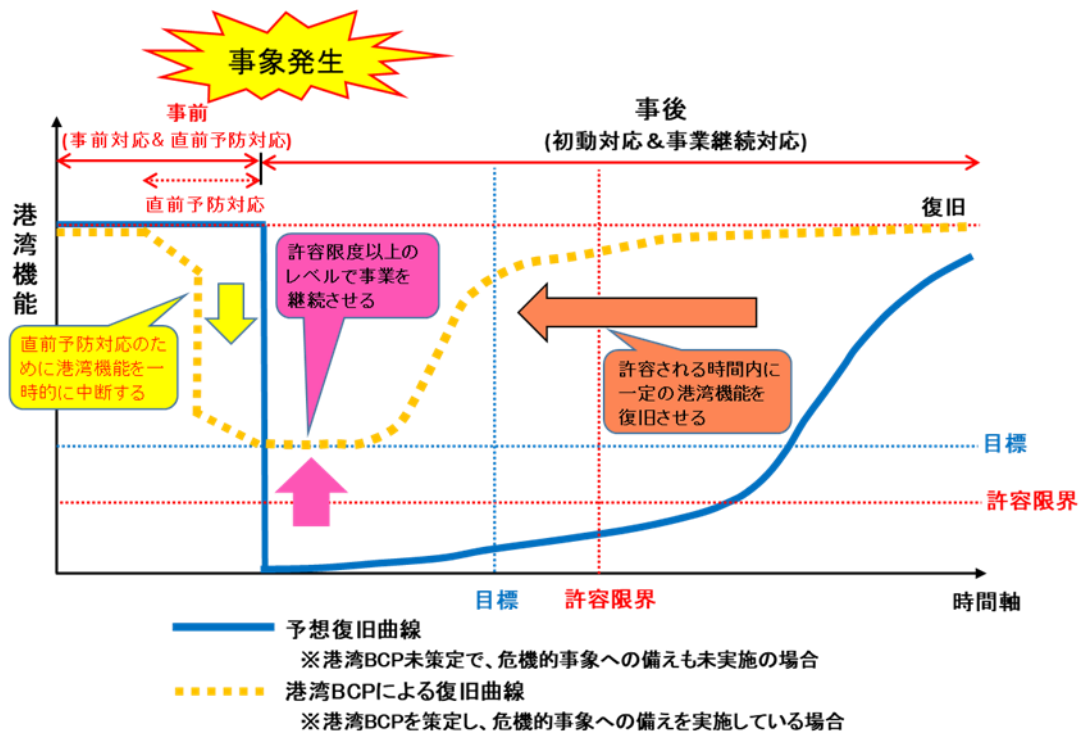 事象発生
事前
(事前対応& 直前予防対応)
直前予防対応
事後
(初動対応&事業継続対応)
港湾機能
復旧
許容限度以上の
レベルで事業を
継続させる
直前予防対応のた
めに港湾機能を一
時的に中断する
許容される時間内に
一定の港湾機能を
復旧させる
目標
許容限界
目標
許容限界
時間軸
予想復旧曲線
※港湾BCP未策定で、危機的事象への備えも未実施の場合
港湾BCPによる復旧曲線
※港湾BCPを策定し、危機的事象への備えを実施している場合